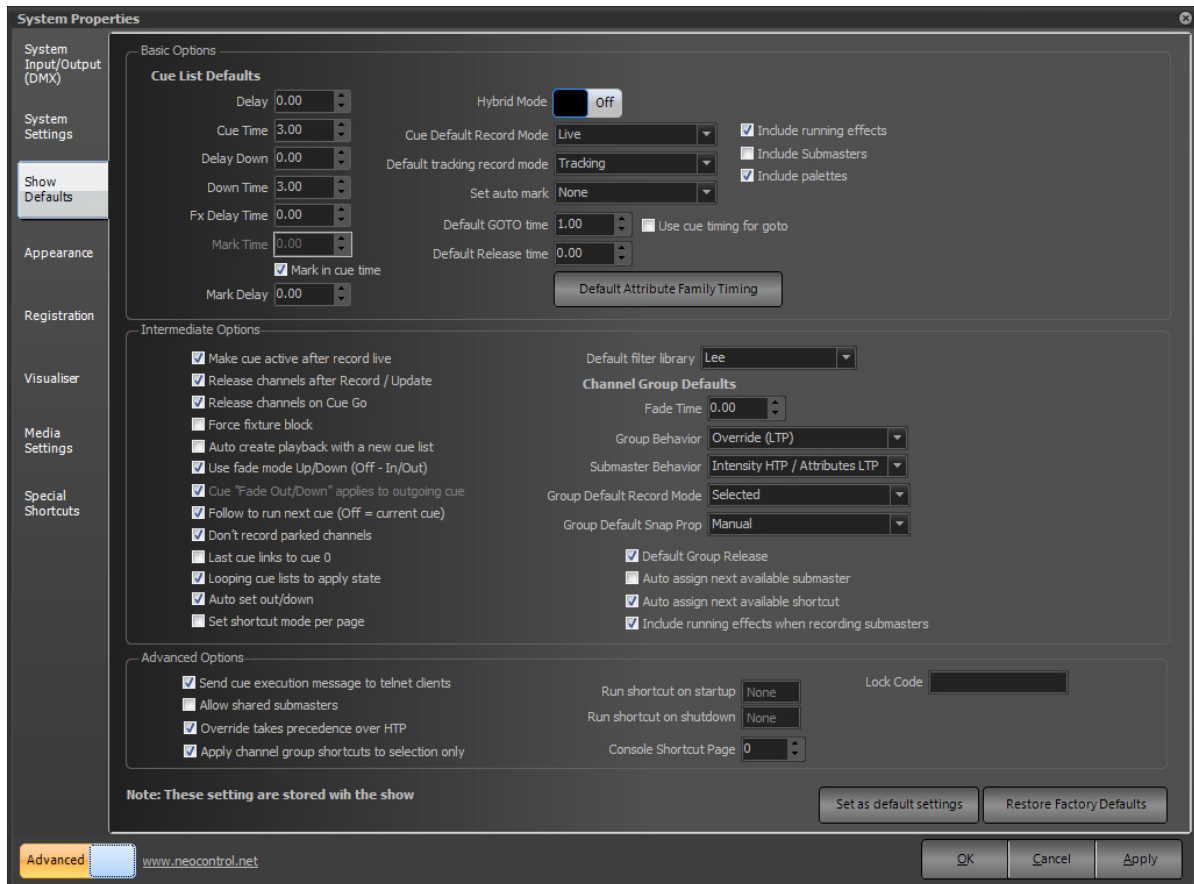 System Properties
System
Input/Output
(DMX)
System
Settings
Show
Defaults
Appearance
Registration
Visualiser
Media
Settings
Special
Shortcuts
Basic Options
Cue List Defaults
Delay 0.00
Cue Time 3.00
Delay Down 0.00
Down Time 3.00
Fx Delay Time 0.00
Mark Time 0.00
Mark in cue time
Mark Delay 0.00
Hybrid Mode Off
Cue Default Record Mode Live
Default tracking record mode Tracking
Set auto mark None
Default GOTO time 1.00 Use cue timing for goto
Default Release time 0.00
Default Attribute Family Timing
Include running effects
Include Submasters
Include palettes
Intermediate Options
Make cue active after record live
Release channels after Record / Update
Release channels on Cue Go
Force fixture block
Auto create playback with a new cue list
Use fade mode Up/Down (Off - In/Out)
Cue "Fade Out/Down" applies to outgoing cue
Follow to run next cue (Off = current cue)
Don't record parked channels
Last cue links to cue 0
Looping cue lists to apply state
Auto set out/down
Set shortcut mode per page
Default filter library Lee
Channel Group Defaults
Fade Time 0.00
Group Behavior Override (LTP)
Submaster Behavior Intensity HTP / Attributes LTP
Group Default Record Mode Selected
Group Default Snap Prop Manual
Default Group Release
Auto assign next available submaster
Auto assign next available shortcut
Include running effects when recording submasters
Advanced Options
Send cue execution message to telnet clients
Allow shared submasters
Override takes precedence over HTP
Apply channel group shortcuts to selection only
Run shortcut on startup None
Run shortcut on shutdown None
Console Shortcut Page 0
Lock Code
Note: These setting are stored wih the show
Set as default settings
Restore Factory Defaults
Advanced
www.neocontrol.net
OK
Cancel
Apply